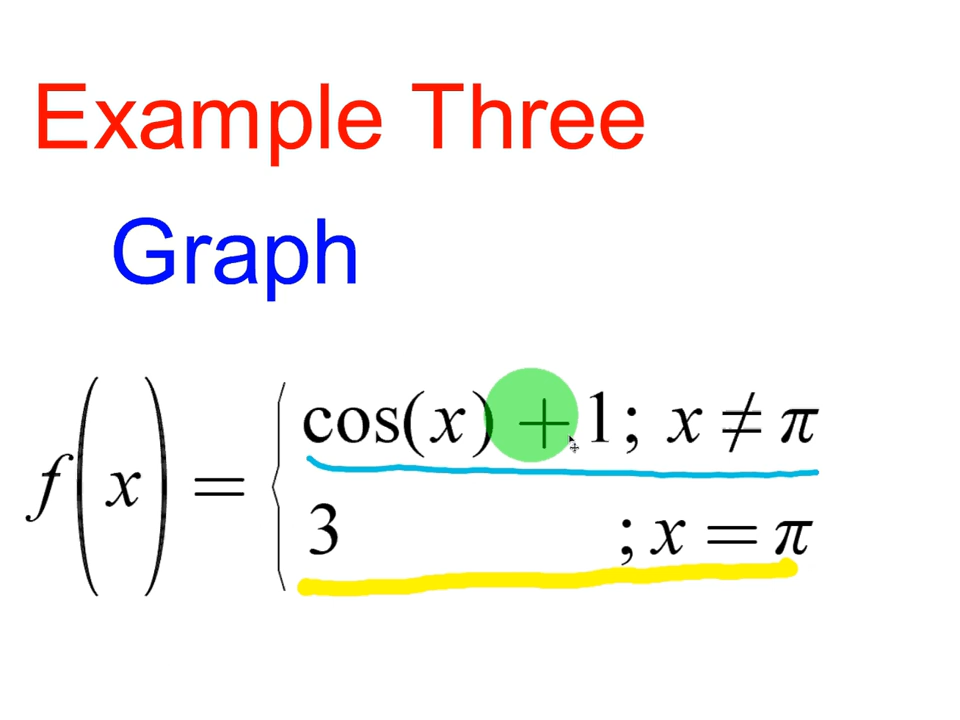 Example Three
Graph
f(x) = { cos(x) + 1; x ≠ π
3 ; x = π